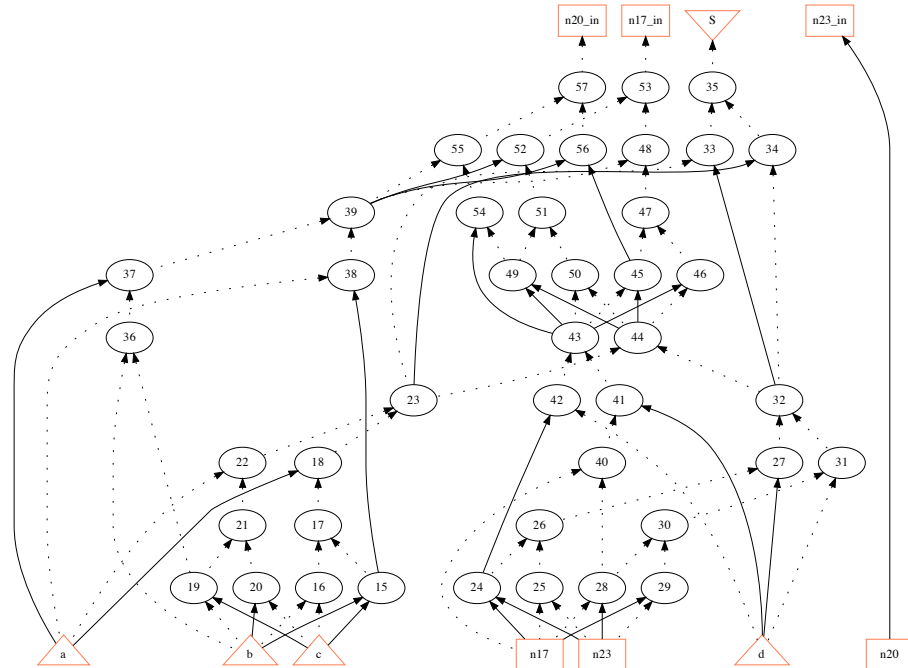 n20_in n17_in S n23_in
57 53 35
55 52 56 48 33 34
39 54 51 47
37 38 49 50 45 46
36 43 44
23 42 41 32
22 18 40 27 31
21 17 26 30
19 20 16 15 24 25 28 29
a b c n17 n23 d n20